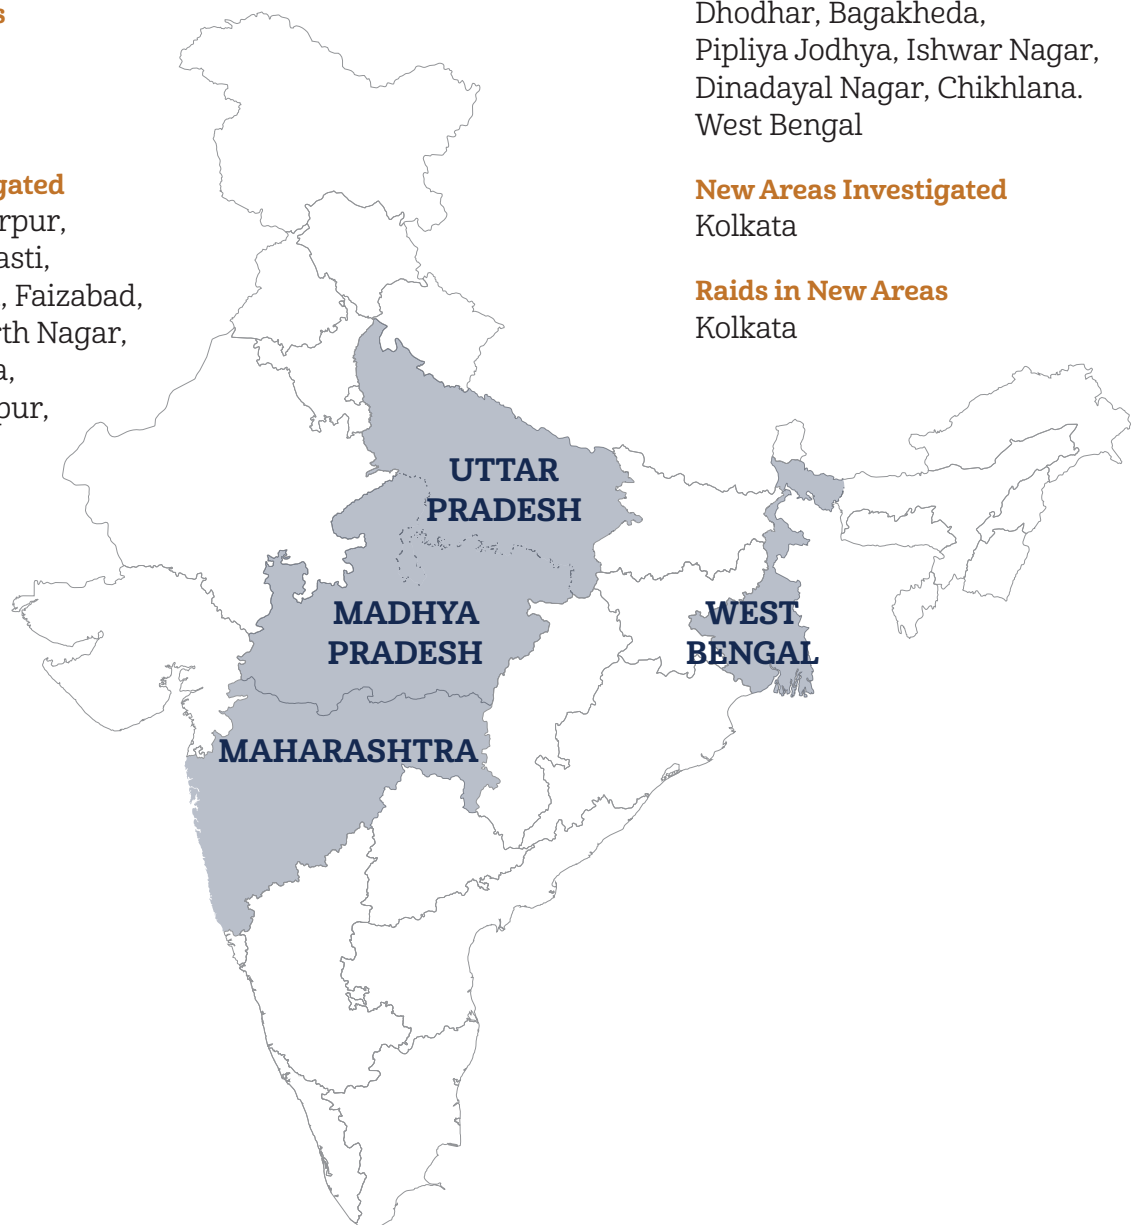 s
gated
rpur,
asti,
, Faizabad,
rth Nagar,
a,
pur,
Dhodhar, Bagakheda,
Pipliya Jodhya, Ishwar Nagar,
Dinadayal Nagar, Chikhlana.
West Bengal
New Areas Investigated
Kolkata
Raids in New Areas
Kolkata
UTTAR
PRADESH
MADHYA
PRADESH
WEST
BENGAL
MAHARASHTRA